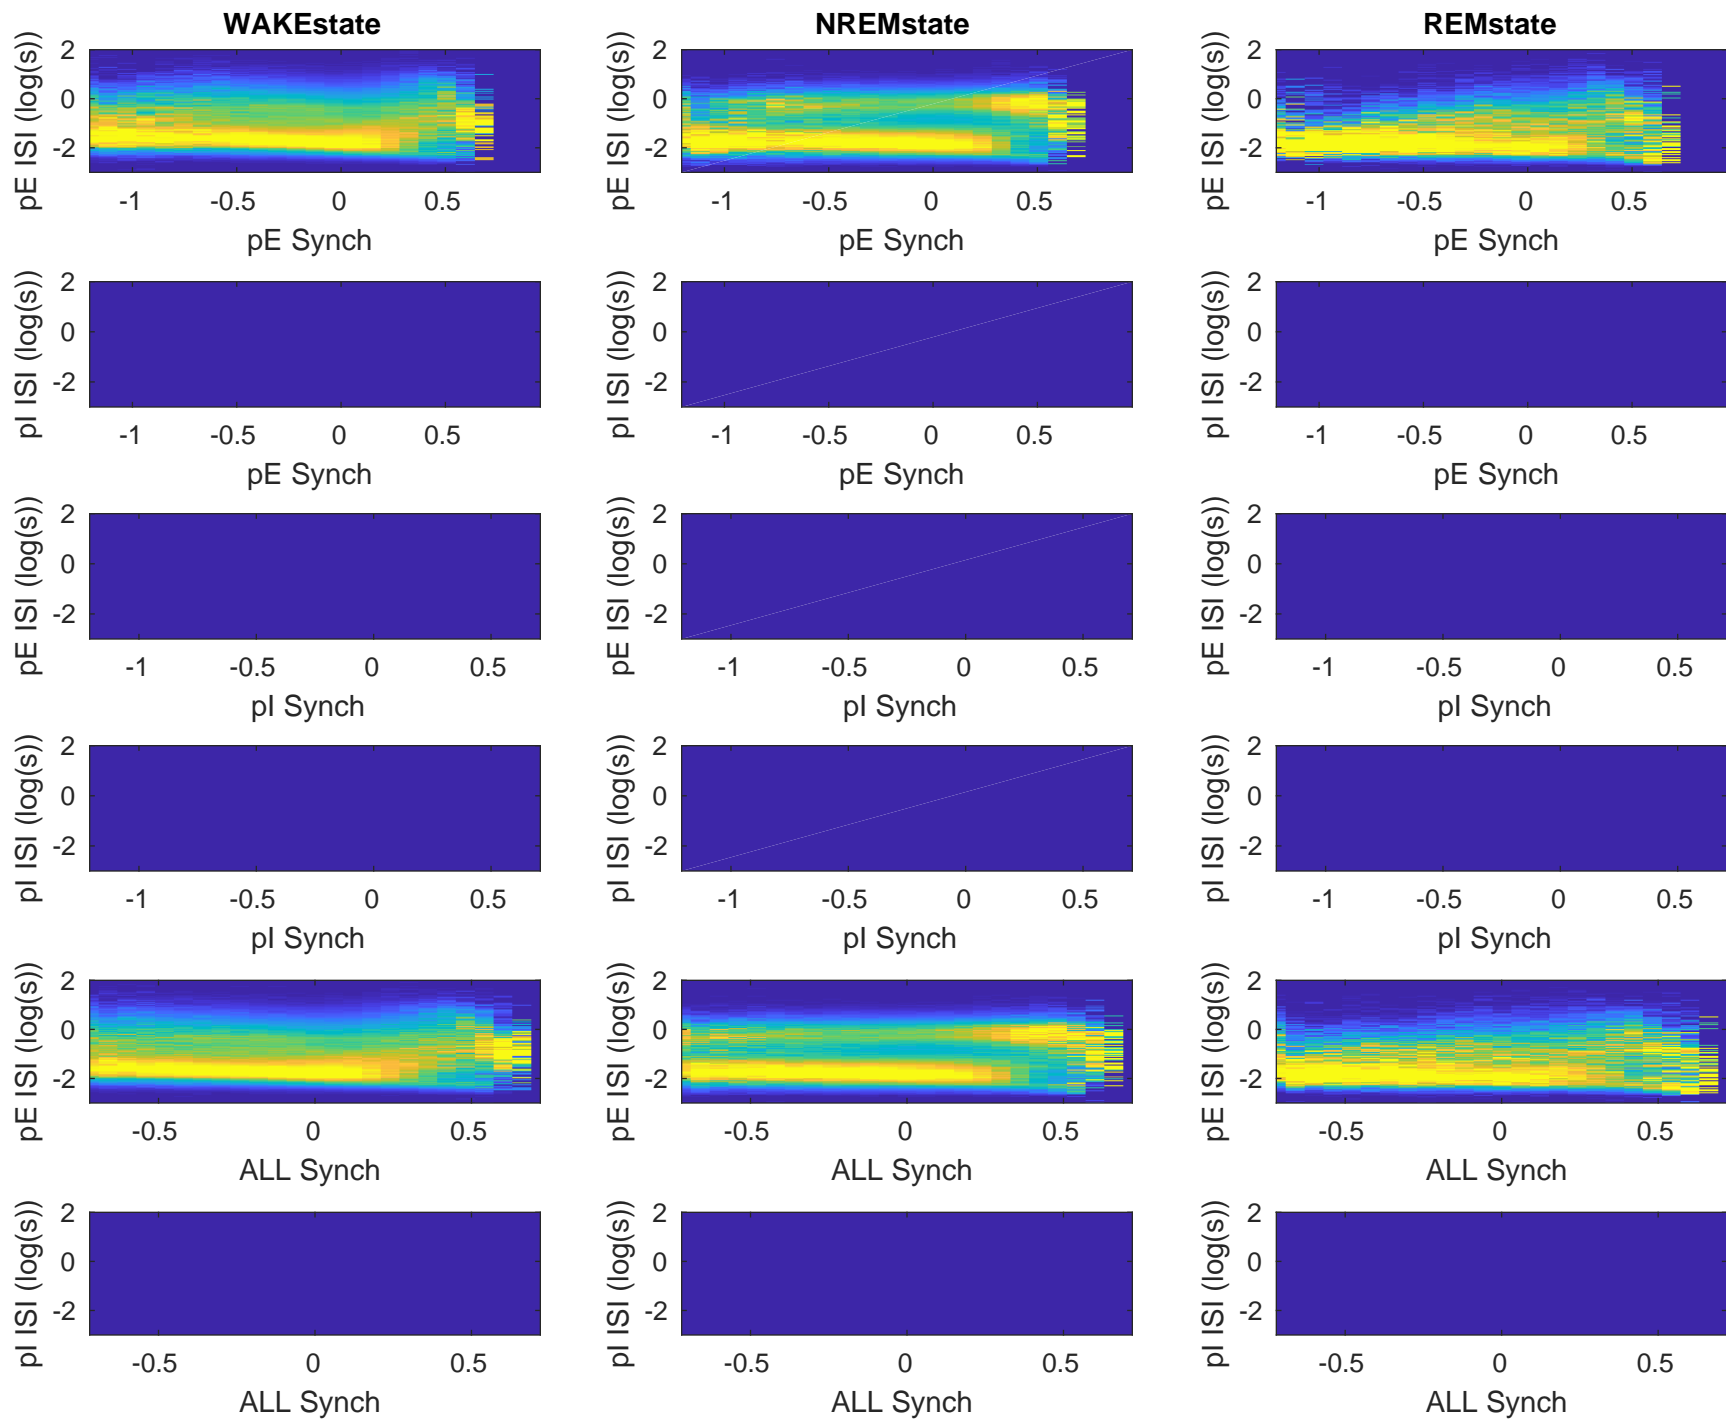 WAKEstate NREMstate REMstate
pE ISI (log(s)) 2 0 -2 pE ISI (log(s)) 2 0 -2 pE ISI (log(s)) 2 0 -2
-1 -0.5 0 0.5 -1 -0.5 0 0.5 -1 -0.5 0 0.5
pE Synch pE Synch pE Synch
pI ISI (log(s)) 2 0 -2 pI ISI (log(s)) 2 0 -2 pI ISI (log(s)) 2 0 -2
-1 -0.5 0 0.5 -1 -0.5 0 0.5 -1 -0.5 0 0.5
pE Synch pE Synch pE Synch
pE ISI (log(s)) 2 0 -2 pE ISI (log(s)) 2 0 -2 pE ISI (log(s)) 2 0 -2
-1 -0.5 0 0.5 -1 -0.5 0 0.5 -1 -0.5 0 0.5
pI Synch pI Synch pI Synch
pI ISI (log(s)) 2 0 -2 pI ISI (log(s)) 2 0 -2 pI ISI (log(s)) 2 0 -2
-1 -0.5 0 0.5 -1 -0.5 0 0.5 -1 -0.5 0 0.5
pI Synch pI Synch pI Synch
pE ISI (log(s)) 2 0 -2 pE ISI (log(s)) 2 0 -2 pE ISI (log(s)) 2 0 -2
-0.5 0 0.5 -0.5 0 0.5 -0.5 0 0.5
ALL Synch ALL Synch ALL Synch
pI ISI (log(s)) 2 0 -2 pI ISI (log(s)) 2 0 -2 pI ISI (log(s)) 2 0 -2
-0.5 0 0.5 -0.5 0 0.5 -0.5 0 0.5
ALL Synch ALL Synch ALL Synch